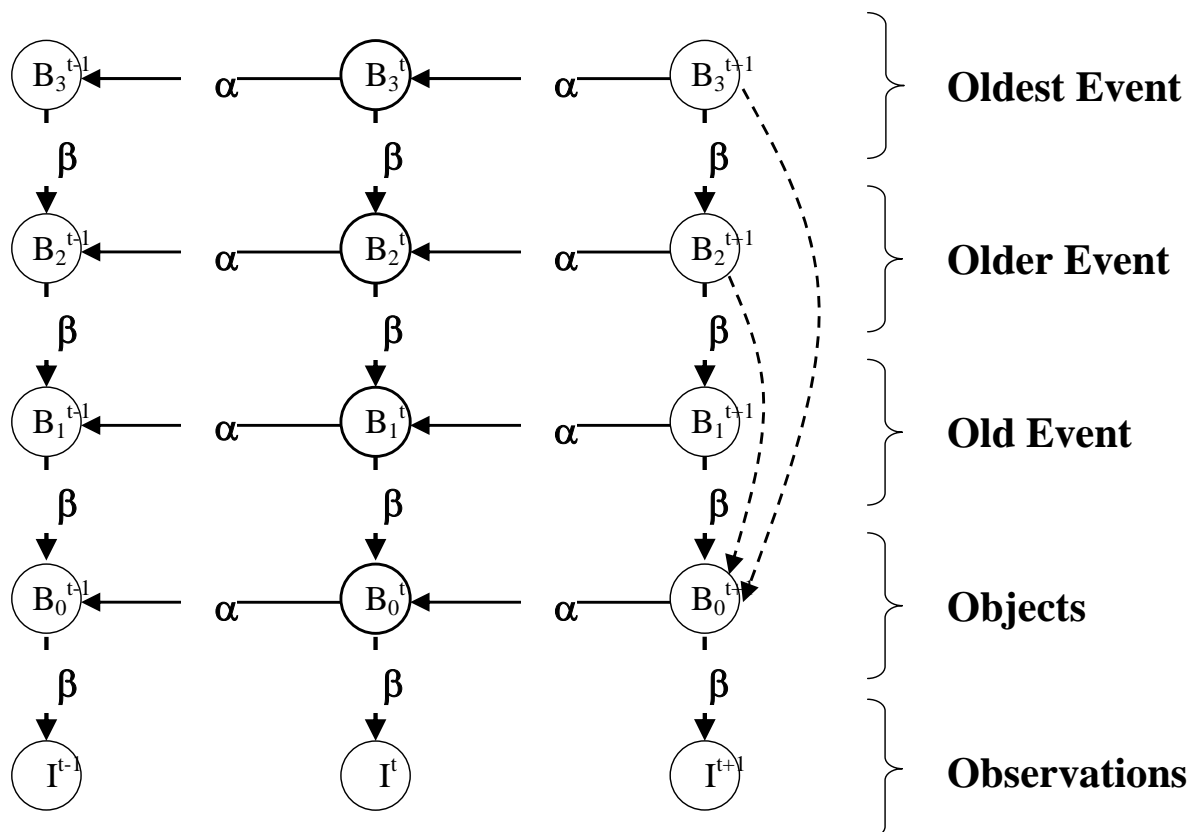 B₃ᵗ⁻¹ α B₃ᵗ α B₃ᵗ⁺¹ Oldest Event
β β β
B₂ᵗ⁻¹ α B₂ᵗ α B₂ᵗ⁺¹ Older Event
β β β
B₁ᵗ⁻¹ α B₁ᵗ α B₁ᵗ⁺¹ Old Event
β β β
B₀ᵗ⁻¹ α B₀ᵗ α B₀ᵗ⁺¹ Objects
β β β
Iᵗ⁻¹ Iᵗ Iᵗ⁺¹ Observations